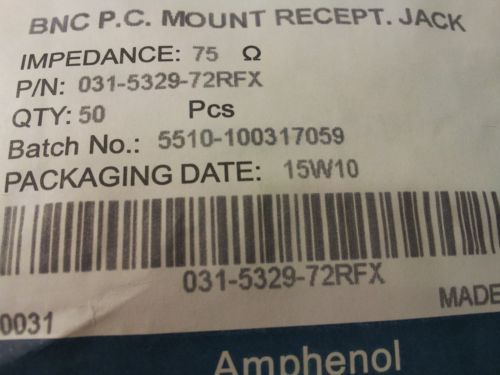 BNC P.C. MOUNT RECEPT. JACK
IMPEDANCE: 75 Ω
P/N: 031-5329-72RFX
QTY: 50 Pcs
Batch No.: 5510-100317059
PACKAGING DATE: 15W10
031-5329-72RFX
MADE
0031
Amphenol